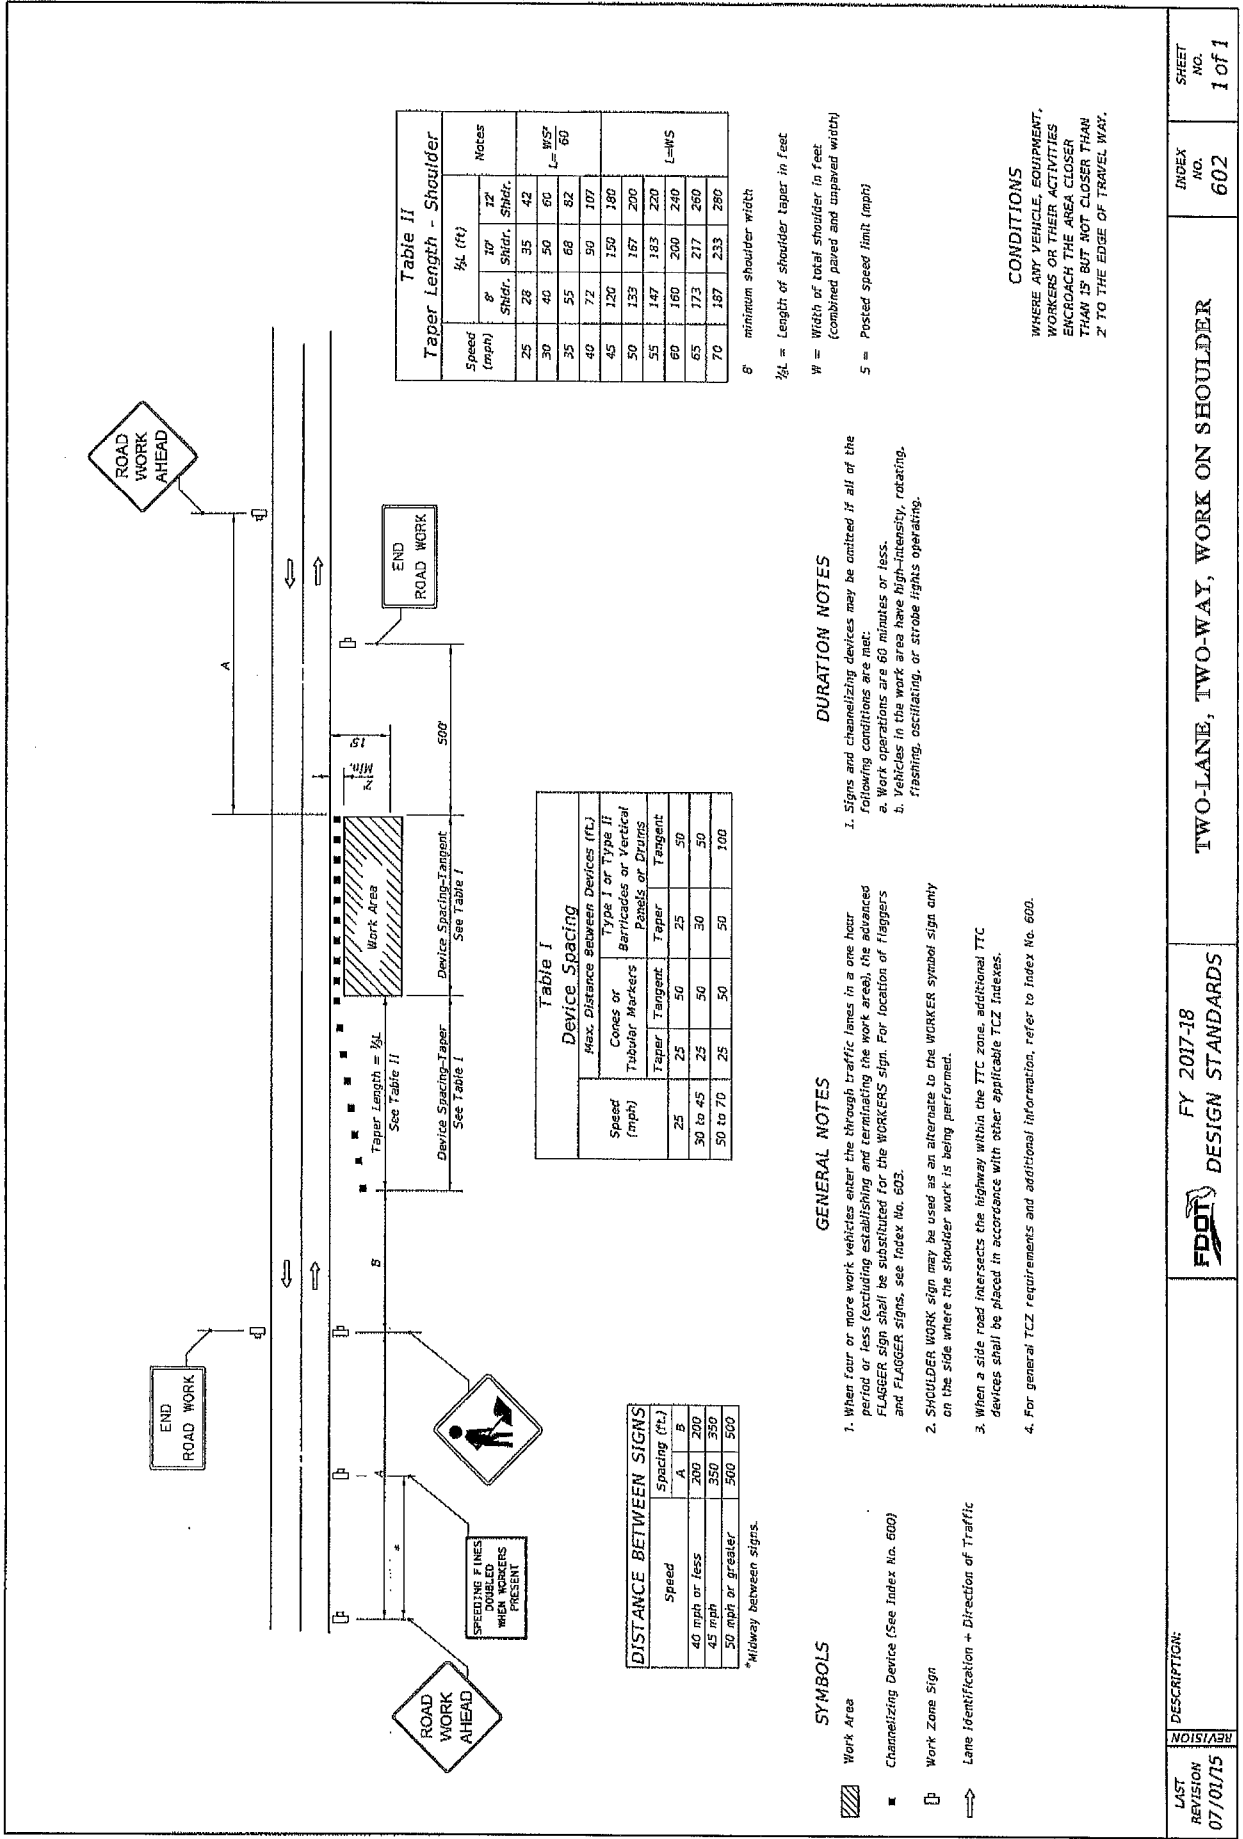 ROAD
WORK
AHEAD
END
ROAD WORK
A
END
ROAD WORK
15'
2'
Min.
500'
Work Area
Taper Length = ⅓L
See Table II
Device Spacing-Taper
See Table I
Device Spacing-Tangent
See Table I
B
A
*
SPEEDING FINES
DOUBLED
WHEN WORKERS
PRESENT
ROAD
WORK
AHEAD
DISTANCE BETWEEN SIGNS
Speed Spacing (ft.)
A B
40 mph or less 200 200
45 mph 350 350
50 mph or greater 500 500
*Midway between signs.
Table I
Device Spacing
Speed (mph) Max. Distance Between Devices (ft.)
Cones or Tubular Markers Type I or Type II Barricades or Vertical Panels or Drums
Taper Tangent Taper Tangent
25 25 50 25 50
30 to 45 25 50 30 50
50 to 70 25 50 50 100
Table II
Taper Length - Shoulder
Speed (mph) ⅓L (ft) Notes
8' Shldr. 10' Shldr. 12' Shldr.
25 28 35 42
30 40 50 60
35 55 68 82
40 72 90 107
L= WS²/60
45 120 150 180
50 133 167 200
55 147 183 220
60 160 200 240
65 173 217 260
70 187 233 280
L=WS
8' minimum shoulder width
⅓L = Length of shoulder taper in feet
W = Width of total shoulder in feet
(combined paved and unpaved width)
S = Posted speed limit (mph)
SYMBOLS
Work Area
Channelizing Device (See Index No. 600)
Work Zone Sign
Lane Identification + Direction of Traffic
GENERAL NOTES
1. When four or more work vehicles enter the through traffic lanes in a one hour
period or less (excluding establishing and terminating the work area), the advanced
FLAGGER sign shall be substituted for the WORKERS sign. For location of flaggers
and FLAGGER signs, see Index No. 603.
2. SHOULDER WORK sign may be used as an alternate to the WORKER symbol sign only
on the side where the shoulder work is being performed.
3. When a side road intersects the highway within the TTC zone, additional TTC
devices shall be placed in accordance with other applicable TCZ Indexes.
4. For general TCZ requirements and additional information, refer to Index No. 600.
DURATION NOTES
1. Signs and channelizing devices may be omitted if all of the
following conditions are met:
a. Work operations are 60 minutes or less.
b. Vehicles in the work area have high-intensity, rotating,
flashing, oscillating, or strobe lights operating.
CONDITIONS
WHERE ANY VEHICLE, EQUIPMENT,
WORKERS OR THEIR ACTIVITIES
ENCROACH THE AREA CLOSER
THAN 15' BUT NOT CLOSER THAN
2' TO THE EDGE OF TRAVEL WAY.
LAST
REVISION
07/01/15
REVISION
DESCRIPTION:
FDOT
FY 2017-18
DESIGN STANDARDS
TWO-LANE, TWO-WAY, WORK ON SHOULDER
INDEX
NO.
602
SHEET
NO.
1 of 1